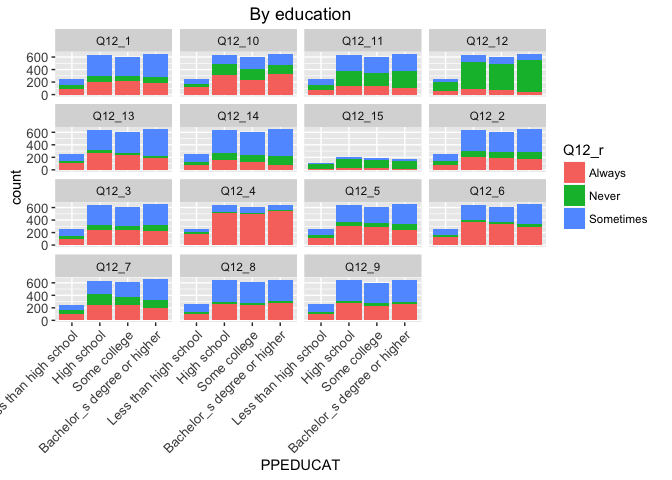 By education
Q12_1
Q12_10
Q12_11
Q12_12
600
400
200
0
Q12_13
Q12_14
Q12_15
Q12_2
600
400
200
0
Q12_3
Q12_4
Q12_5
Q12_6
600
400
200
0
Q12_7
Q12_8
Q12_9
600
400
200
0
count
than high school
High school
Some college
Bachelor_s degree or higher
Less than high school
High school
Some college
Bachelor_s degree or higher
Less than high school
High school
Some college
Bachelor_s degree or higher
PPEDUCAT
Q12_r
Always
Never
Sometimes